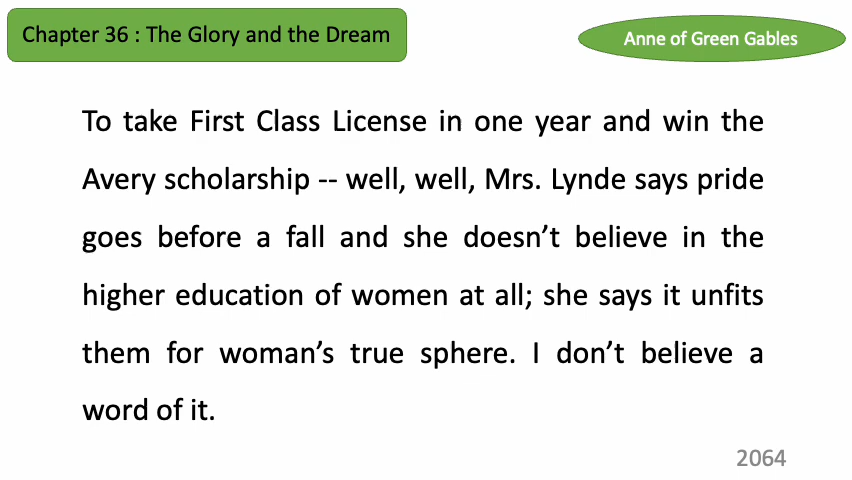 Chapter 36 : The Glory and the Dream
Anne of Green Gables
To take First Class License in one year and win the
Avery scholarship -- well, well, Mrs. Lynde says pride
goes before a fall and she doesn’t believe in the
higher education of women at all; she says it unfits
them for woman’s true sphere. I don’t believe a
word of it.
2064